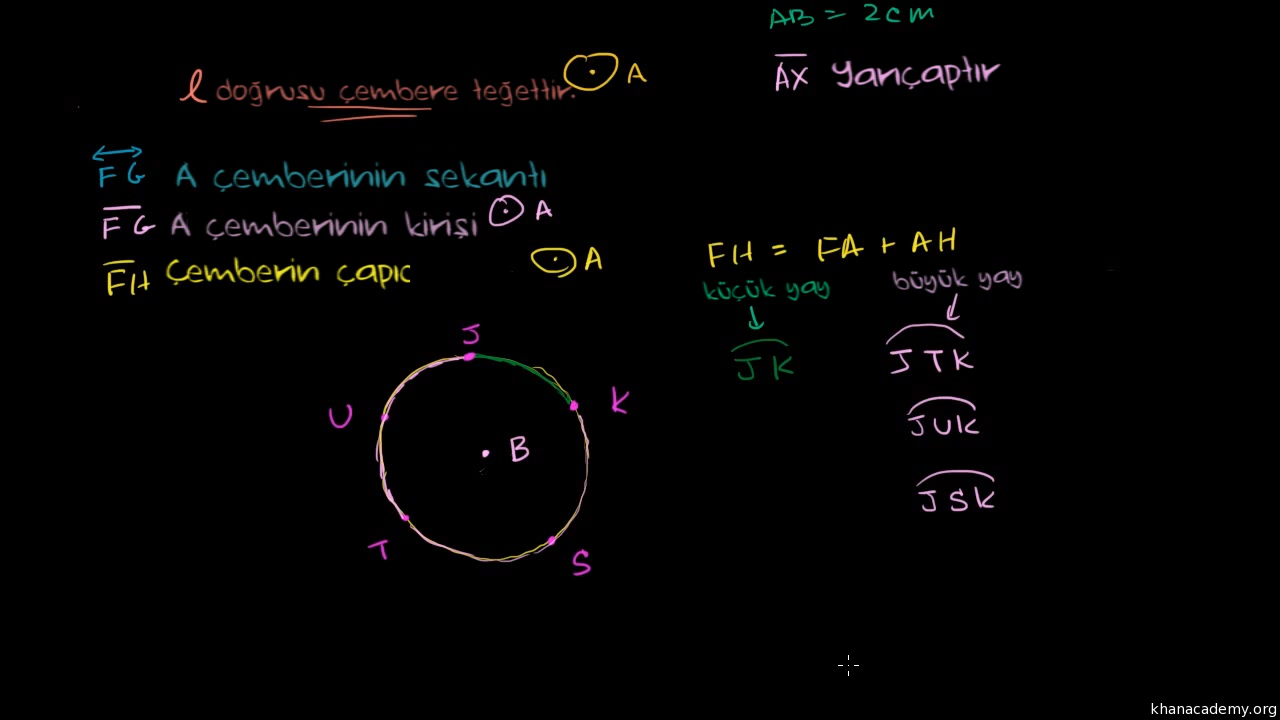 AB = 2cm
AX yarıçaptır
l doğrusu çembere teğettir. A
FG A çemberinin sekantı
FG A çemberinin kirişi A
FH çemberin çapıc A
FH = FA + AH
küçük yay
büyük yay
JK
JTK
JUK
JSK
J
K
U
B
T
S
khanacademy.org